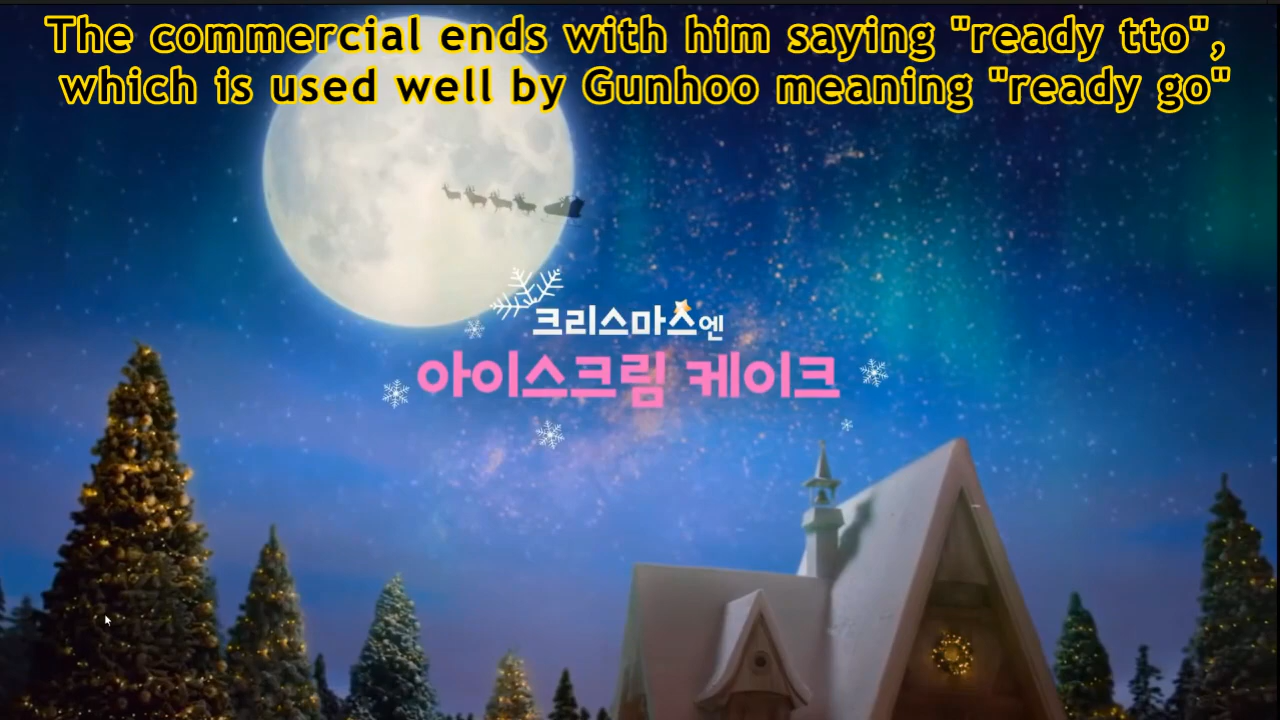 The commercial ends with him saying "ready tto",
which is used well by Gunhoo meaning "ready go"
크리스마스엔
아이스크림 케이크